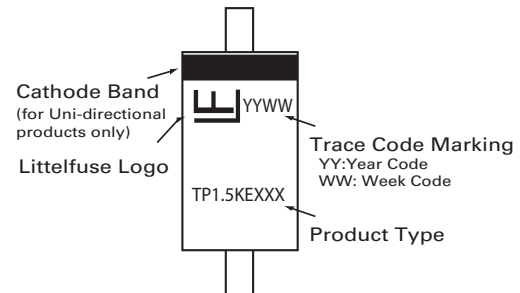 Cathode Band
(for Uni-directional
products only)
Littelfuse Logo
YYWW
Trace Code Marking
YY:Year Code
WW: Week Code
TP1.5KEXXX
Product Type